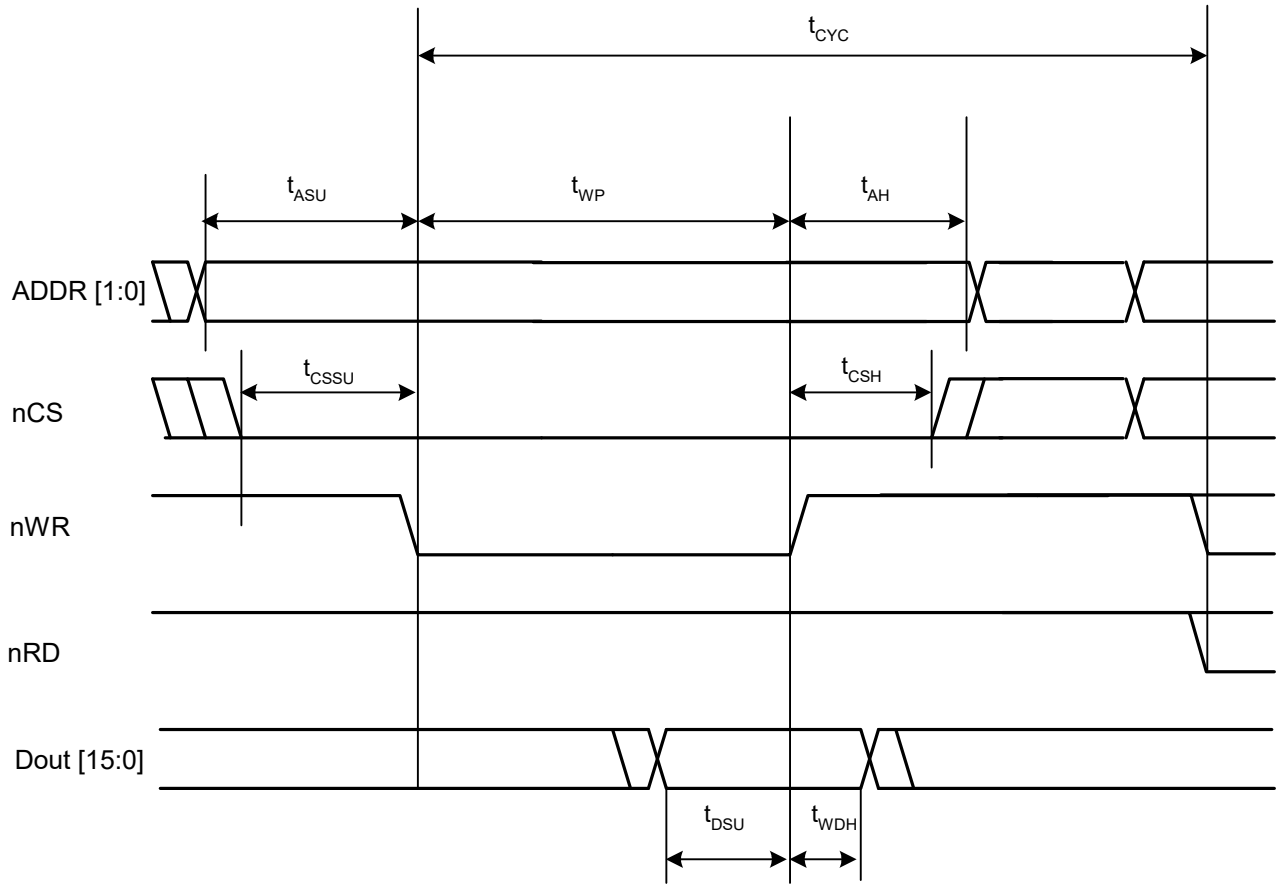 tCYC
tASU
tWP
tAH
ADDR [1:0]
tCSSU
tCSH
nCS
nWR
nRD
Dout [15:0]
tDSU
tWDH